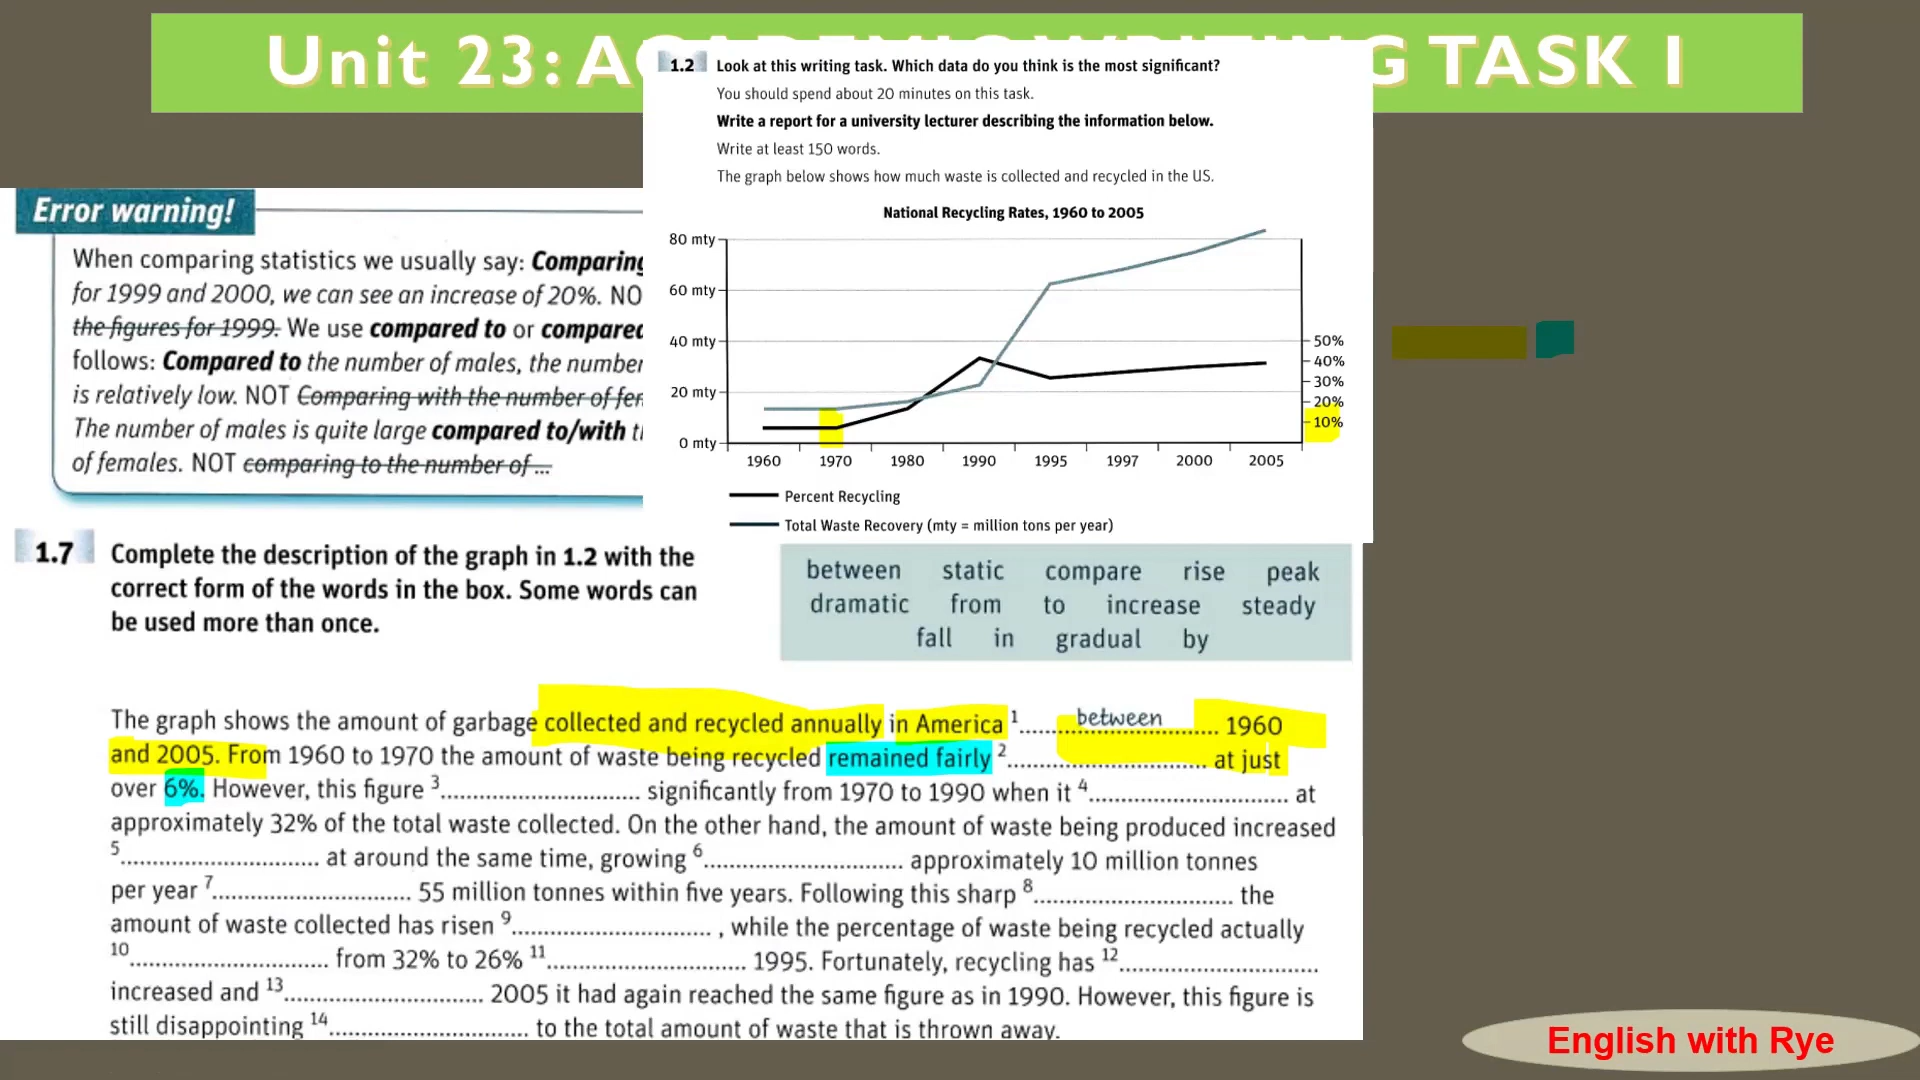 Unit 23: A
G TASK I
1.2 Look at this writing task. Which data do you think is the most significant?
You should spend about 20 minutes on this task.
Write a report for a university lecturer describing the information below.
Write at least 150 words.
The graph below shows how much waste is collected and recycled in the US.
National Recycling Rates, 1960 to 2005
80 mty
60 mty
40 mty
20 mty
0 mty
50%
40%
30%
20%
10%
1960 1970 1980 1990 1995 1997 2000 2005
Percent Recycling
Total Waste Recovery (mty = million tons per year)
Error warning!
When comparing statistics we usually say: Comparing
for 1999 and 2000, we can see an increase of 20%. NO
the figures for 1999. We use compared to or compared
follows: Compared to the number of males, the number
is relatively low. NOT Comparing with the number of fe
The number of males is quite large compared to/with t
of females. NOT comparing to the number of ...
1.7 Complete the description of the graph in 1.2 with the
correct form of the words in the box. Some words can
be used more than once.
between static compare rise peak
dramatic from to increase steady
fall in gradual by
The graph shows the amount of garbage collected and recycled annually in America 1 between 1960
and 2005. From 1960 to 1970 the amount of waste being recycled remained fairly 2 .............................. at just
over 6%. However, this figure 3 .............................. significantly from 1970 to 1990 when it 4 .............................. at
approximately 32% of the total waste collected. On the other hand, the amount of waste being produced increased
5 .............................. at around the same time, growing 6 .............................. approximately 10 million tonnes
per year 7 .............................. 55 million tonnes within five years. Following this sharp 8 .............................. the
amount of waste collected has risen 9 .............................. , while the percentage of waste being recycled actually
10 .............................. from 32% to 26% 11 .............................. 1995. Fortunately, recycling has 12 ..............................
increased and 13 .............................. 2005 it had again reached the same figure as in 1990. However, this figure is
still disappointing 14 .............................. to the total amount of waste that is thrown away.
English with Rye